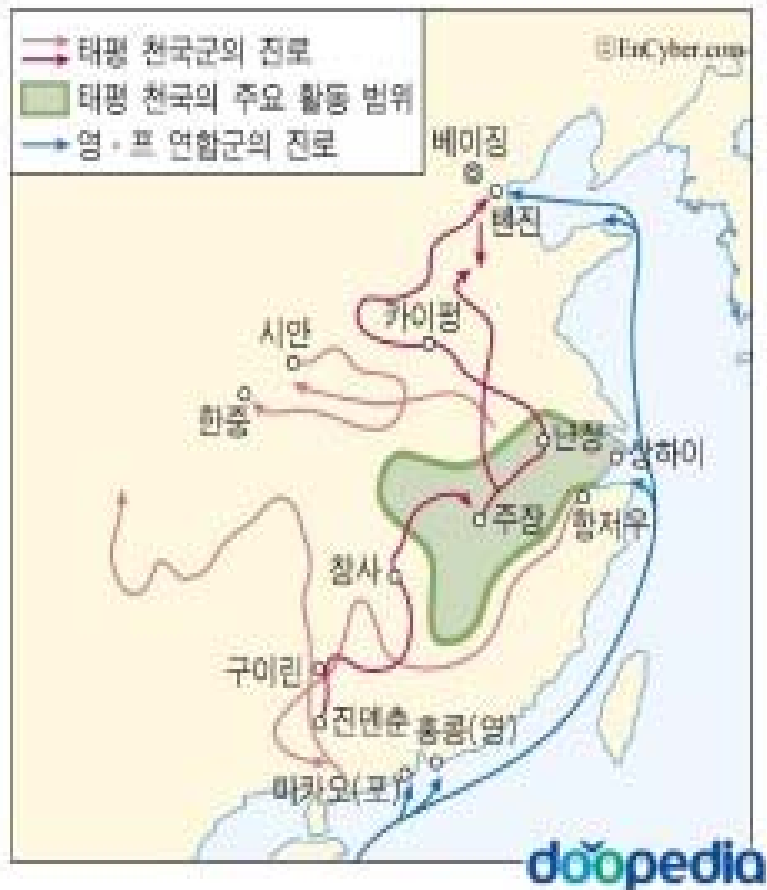 태평 천국군의 진로
태평 천국의 주요 활동 범위
영·프 연합군의 진로
©EnCyber.com
베이징
톈진
카이펑
시안
한중
난징
상하이
주장
항저우
창사
구이린
진뎬춘
홍콩(영)
마카오(포)
doopedia